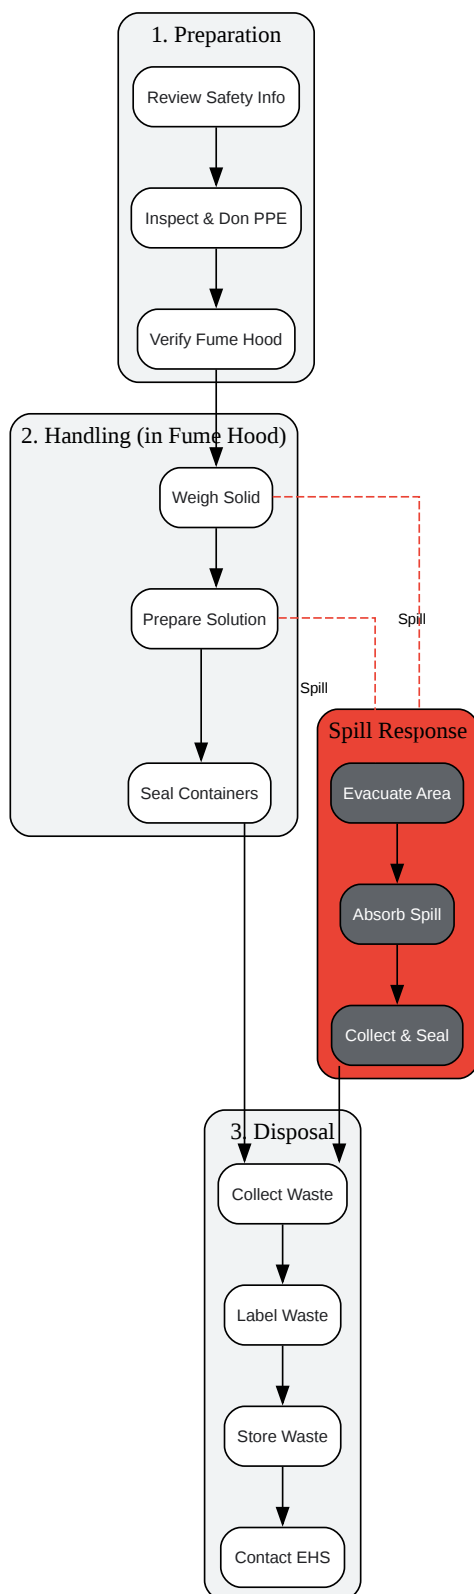 1. Preparation
Review Safety Info
Inspect & Don PPE
Verify Fume Hood
2. Handling (in Fume Hood)
Weigh Solid
Prepare Solution
Spill
Spill
Seal Containers
Spill Response
Evacuate Area
Absorb Spill
Collect & Seal
3. Disposal
Collect Waste
Label Waste
Store Waste
Contact EHS